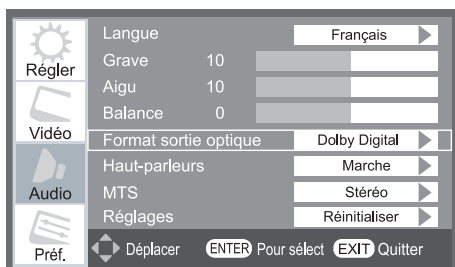 Régler
Vidéo
Audio
Préf.
Langue Français
Grave 10
Aigu 10
Balance 0
Format sortie optique Dolby Digital
Haut-parleurs Marche
MTS Stéréo
Réglages Réinitialiser
Déplacer ENTER Pour sélect EXIT Quitter